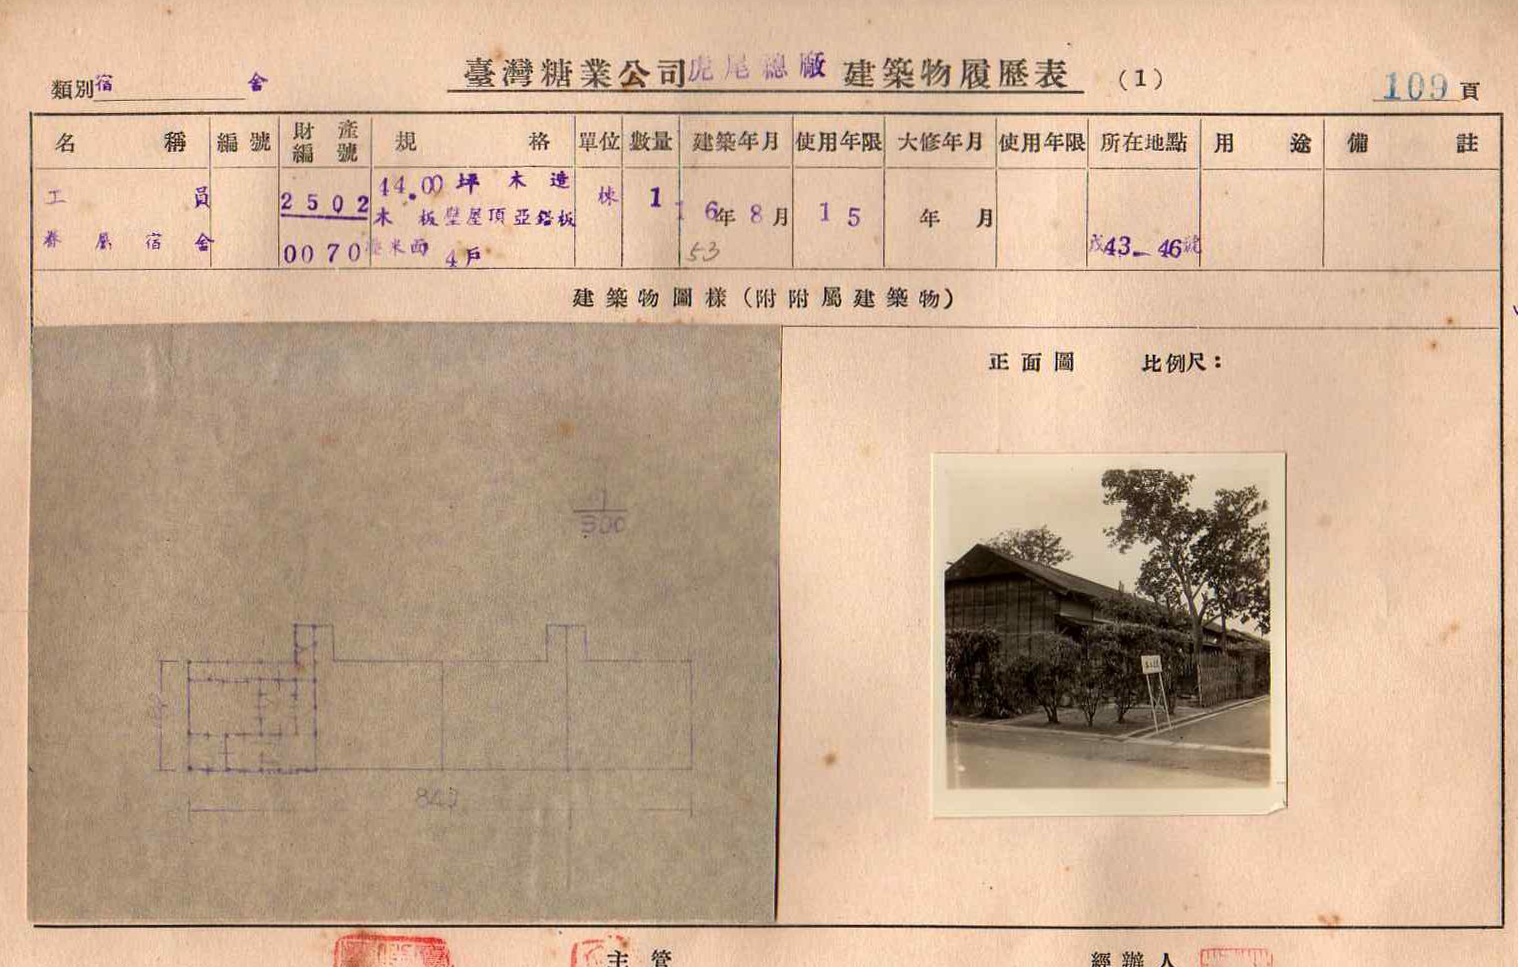 臺灣糖業公司虎尾總廠建築物履歷表 (1)
類別 宿舍
109頁
名稱 編號 財產編號 規格 單位 數量 建築年月 使用年限 大修年月 使用年限 所在地點 用途 備註
工員
眷屬宿舍
2502
0070
44.00坪木造
木板壁屋頂亞鉛板
4戶
棟
1
6年8月
53
15
年 月
戊43-46號
建築物圖樣(附附屬建築物)
正面圖 比例尺:
1/300
840
主管
經辦人